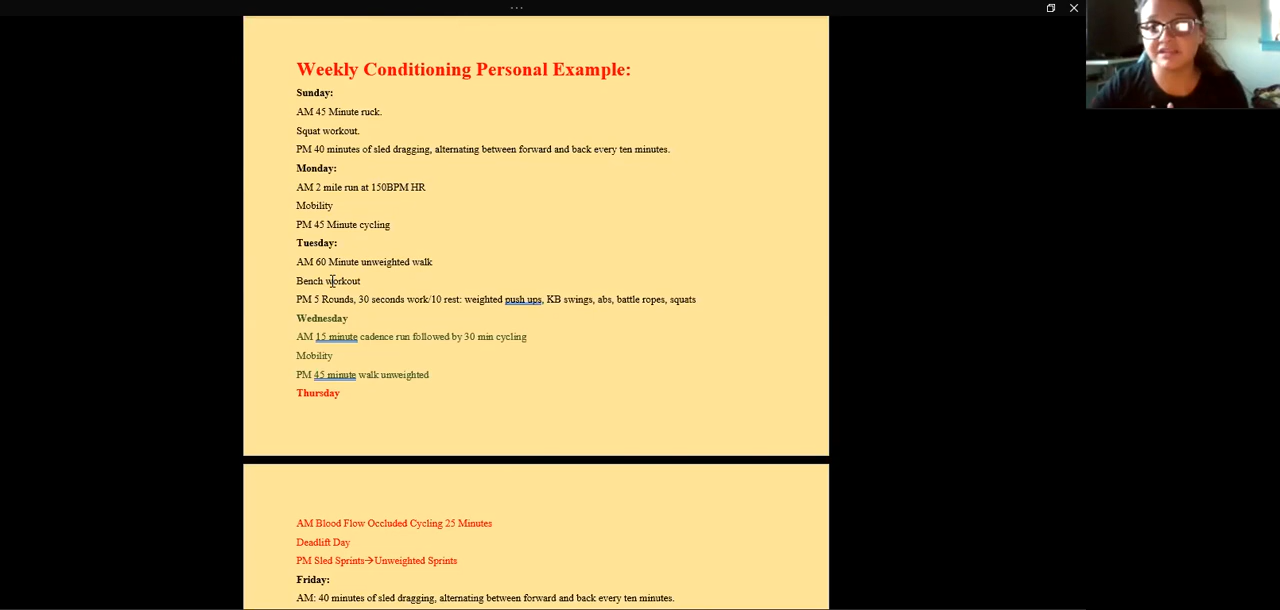 Weekly Conditioning Personal Example:
Sunday:
AM 45 Minute ruck.
Squat workout.
PM 40 minutes of sled dragging, alternating between forward and back every ten minutes.
Monday:
AM 2 mile run at 150BPM HR
Mobility
PM 45 Minute cycling
Tuesday:
AM 60 Minute unweighted walk
Bench workout
PM 5 Rounds, 30 seconds work/10 rest: weighted push ups, KB swings, abs, battle ropes, squats
Wednesday
AM 15 minute cadence run followed by 30 min cycling
Mobility
PM 45 minute walk unweighted
Thursday
AM Blood Flow Occluded Cycling 25 Minutes
Deadlift Day
PM Sled Sprints→Unweighted Sprints
Friday:
AM: 40 minutes of sled dragging, alternating between forward and back every ten minutes.